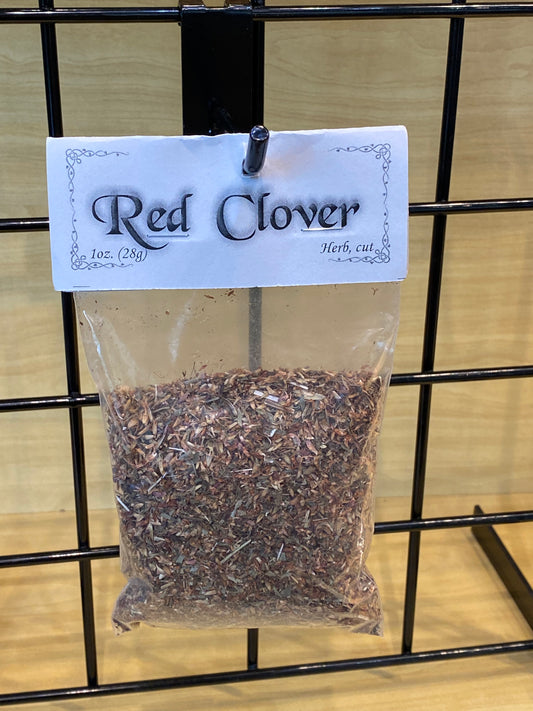 Red Clover
1oz. (28g)
Herb, cut